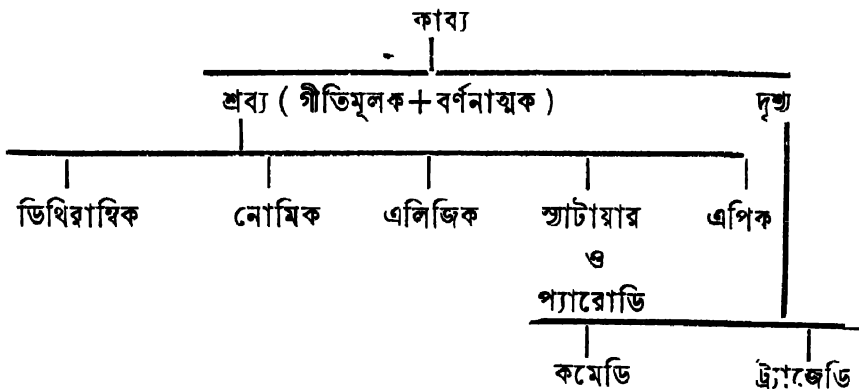 কাব্য
শ্রব্য ( গীতিমূলক + বর্ণনাত্মক ) দৃশ্য
ডিথিরাম্বিক নোমিক এলিজিক স্যাটায়ার এপিক
ও
প্যারোডি
কমেডি ট্র্যাজেডি